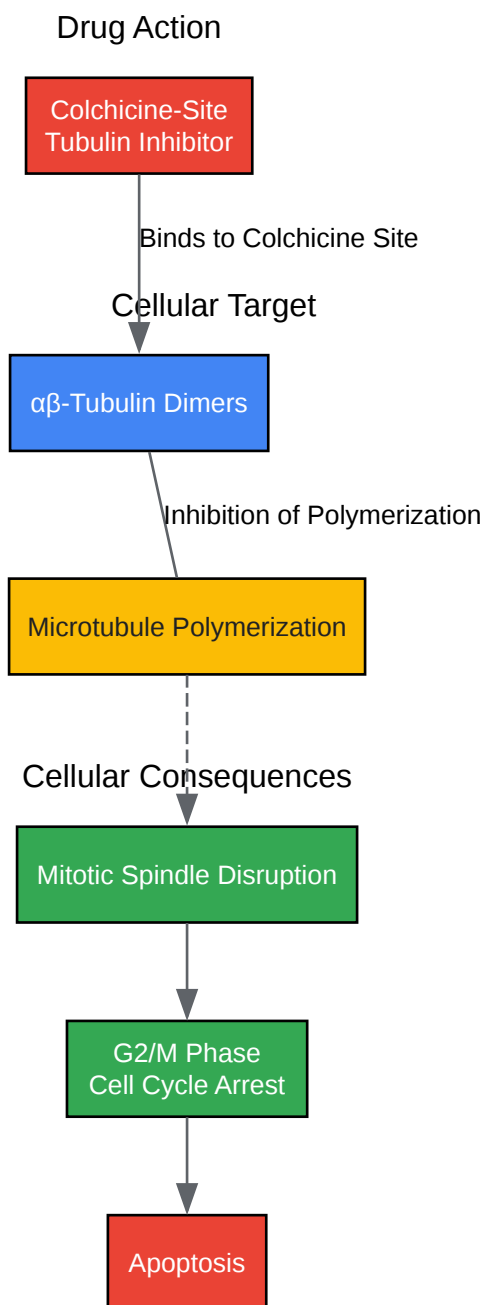 Drug Action
Colchicine-Site
Tubulin Inhibitor
Binds to Colchicine Site
Cellular Target
αβ-Tubulin Dimers
Inhibition of Polymerization
Microtubule Polymerization
Cellular Consequences
Mitotic Spindle Disruption
G2/M Phase
Cell Cycle Arrest
Apoptosis